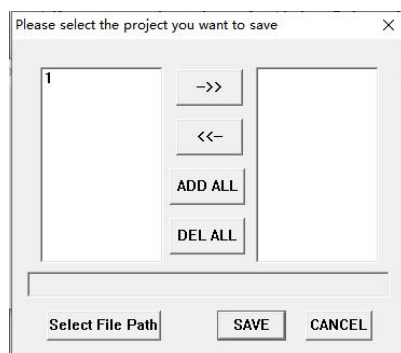 Please select the project you want to save
1
->>
<<-
ADD ALL
DEL ALL
Select File Path
SAVE
CANCEL